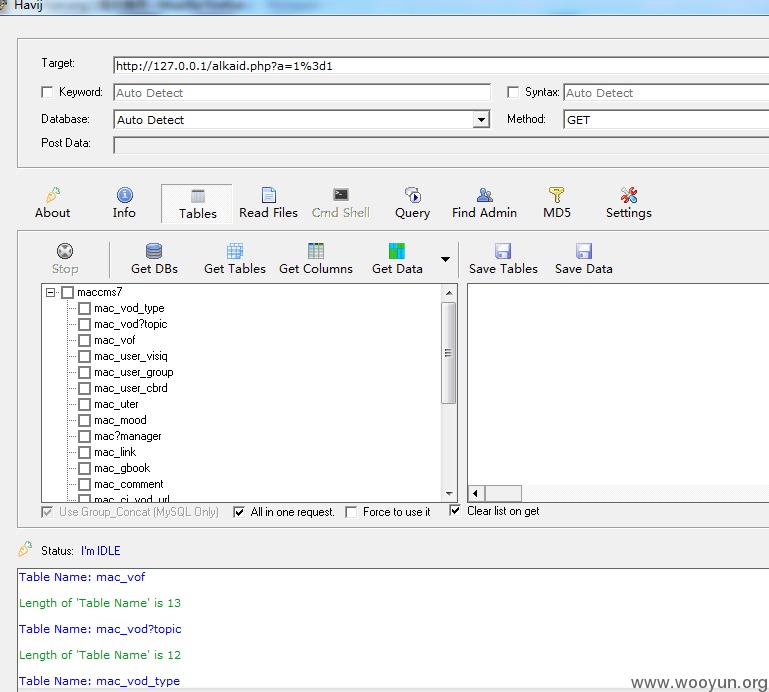 Havij
Target: http://127.0.0.1/alkaid.php?a=1%3d1
Keyword: Auto Detect Syntax: Auto Detect
Database: Auto Detect Method: GET
Post Data:
About Info Tables Read Files Cmd Shell Query Find Admin MD5 Settings
Stop Get DBs Get Tables Get Columns Get Data Save Tables Save Data
maccms7
mac_vod_type
mac_vod?topic
mac_vof
mac_user_visiq
mac_user_group
mac_user_cbrd
mac_uter
mac_mood
mac?manager
mac_link
mac_gbook
mac_comment
mac_cj_vod_url
Use Group_Concat (MySQL Only) All in one request. Force to use it Clear list on get
Status: I'm IDLE
Table Name: mac_vof
Length of 'Table Name' is 13
Table Name: mac_vod?topic
Length of 'Table Name' is 12
Table Name: mac_vod_type
www.wooyun.org